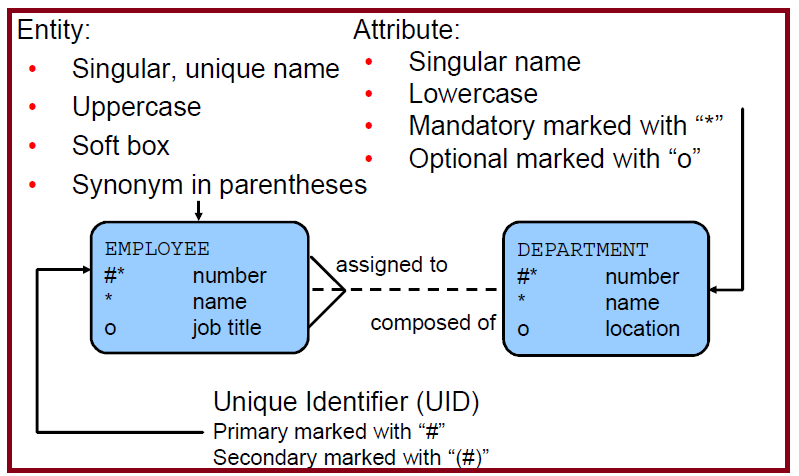 Entity:
• Singular, unique name
• Uppercase
• Soft box
• Synonym in parentheses
Attribute:
• Singular name
• Lowercase
• Mandatory marked with “*”
• Optional marked with “o”
EMPLOYEE
#* number
* name
o job title
assigned to
composed of
DEPARTMENT
#* number
* name
o location
Unique Identifier (UID)
Primary marked with “#”
Secondary marked with “(#)”